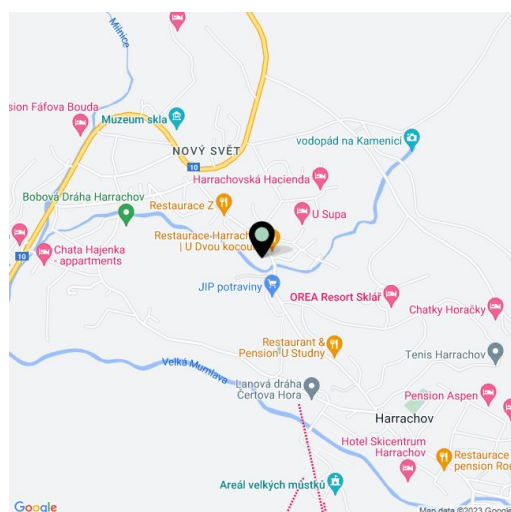 Milnice
sion Fáfova Bouda
Muzeum skla
NOVÝ SVĚT
vodopád na Kamenici
10
Harrachovská Hacienda
Bobová Dráha Harrachov
Restaurace Z
U Supa
Restaurace-Harrach
| U Dvou kocou
Chata Hajenka
- appartments
10
JIP potraviny
OREA Resort Sklář
Chatky Horačky
Restaurant &
Pension U Studny
Tenis Harrachov
Velká Mumlava
Lanová dráha
Čertova Hora
Pension Aspen
Harrachov
Hotel Skicentrum
Harrachov
Restaurace
pension Rou
Areál velkých můstků
Google
Map data ©2023 Google